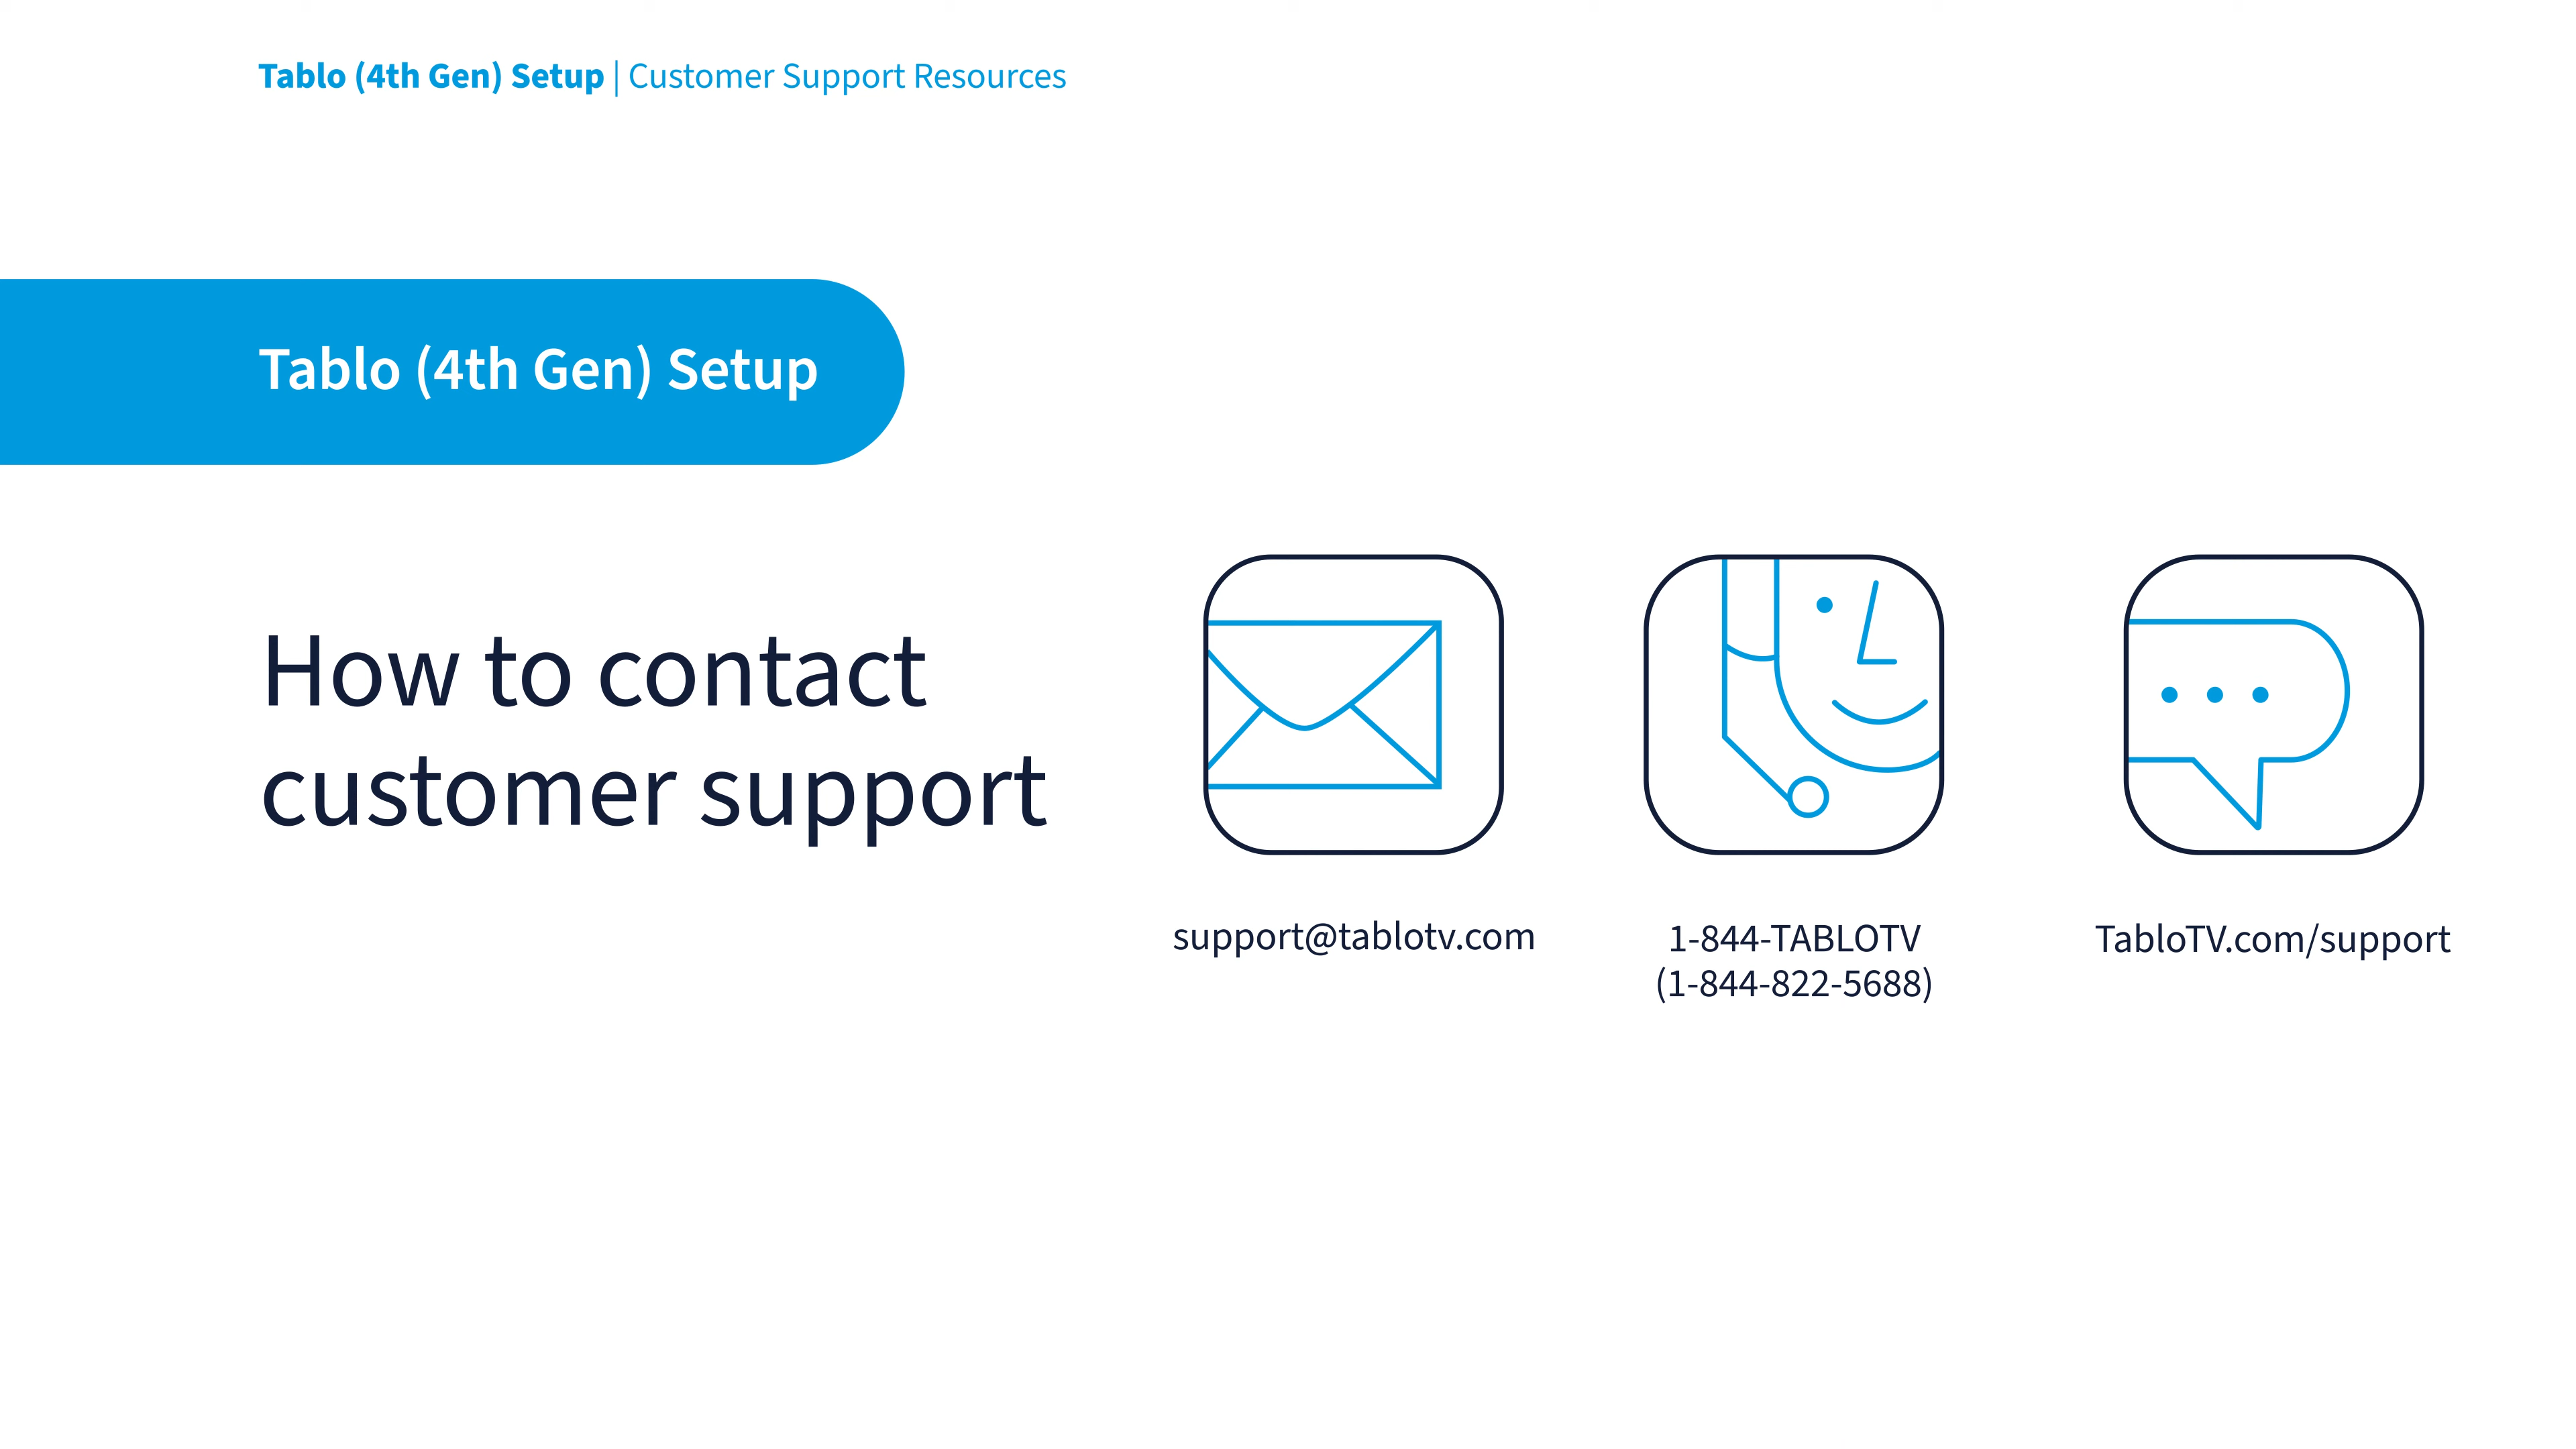 Tablo (4th Gen) Setup | Customer Support Resources
Tablo (4th Gen) Setup
How to contact
customer support
support@tablotv.com
1-844-TABLOTV
(1-844-822-5688)
TabloTV.com/support